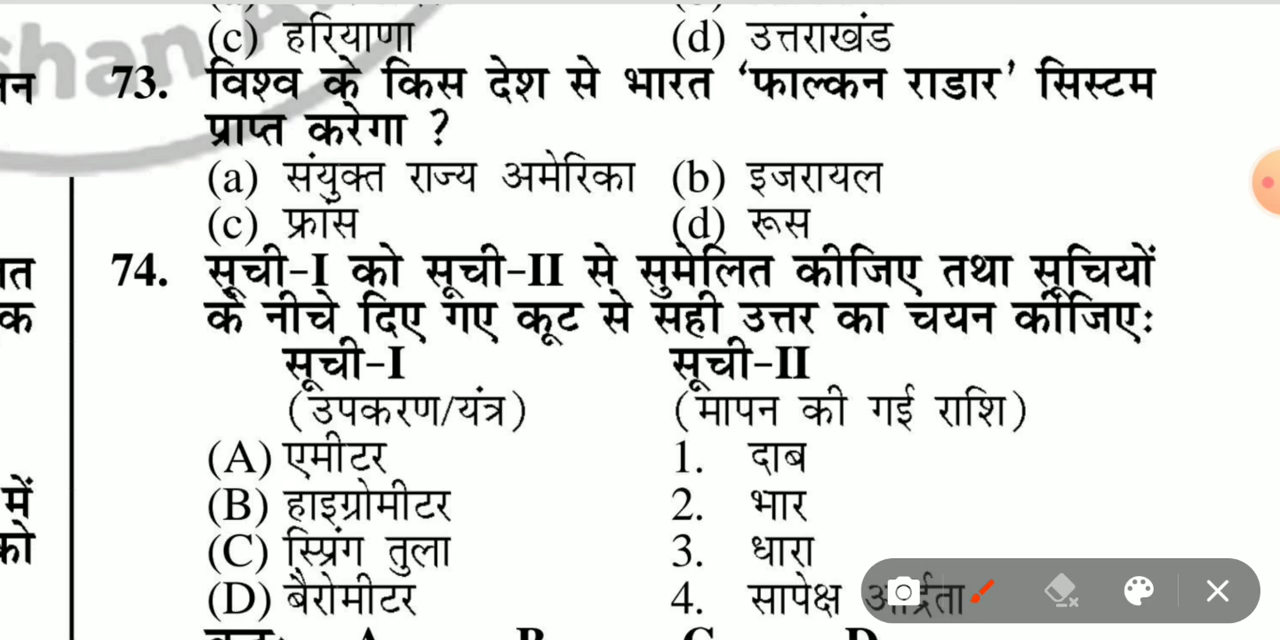 (c) हरियाणा (d) उत्तराखंड
73. विश्व के किस देश से भारत ‘फाल्कन राडार’ सिस्टम
प्राप्त करेगा ?
(a) संयुक्त राज्य अमेरिका (b) इजरायल
(c) फ्रांस (d) रूस
74. सूची-I को सूची-II से सुमेलित कीजिए तथा सूचियों
के नीचे दिए गए कूट से सही उत्तर का चयन कीजिए:
सूची-I सूची-II
(उपकरण/यंत्र) (मापन की गई राशि)
(A) एमीटर 1. दाब
(B) हाइग्रोमीटर 2. भार
(C) स्प्रिंग तुला 3. धारा
(D) बैरोमीटर 4. सापेक्ष आर्द्रता
में